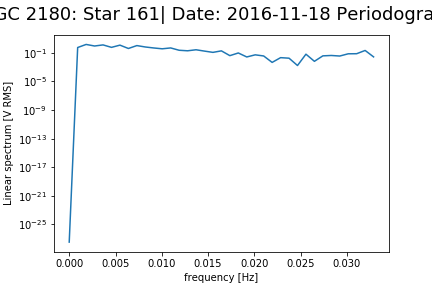 GC 2180: Star 161| Date: 2016-11-18 Periodogra
10⁻¹
10⁻⁵
10⁻⁹
10⁻¹³
10⁻¹⁷
10⁻²¹
10⁻²⁵
Linear spectrum [V RMS]
0.000 0.005 0.010 0.015 0.020 0.025 0.030
frequency [Hz]